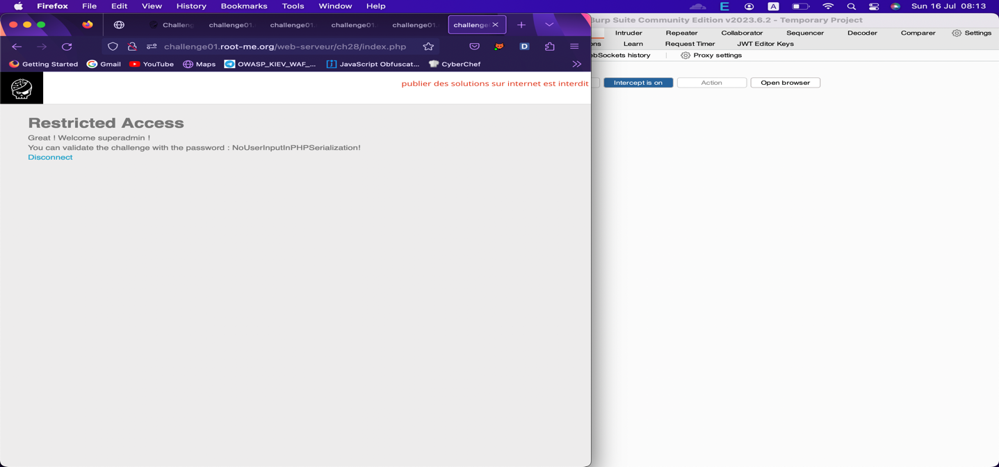 Firefox File Edit View History Bookmarks Tools Window Help
E A Sun 16 Jul 08:13
Challeng challenge01. challenge01. challenge01. challenge01. challenge
Burp Suite Community Edition v2023.6.2 - Temporary Project
Intruder Repeater Collaborator Sequencer Decoder Comparer Settings
challenge01.root-me.org/web-serveur/ch28/index.php
D
ons Learn Request Timer JWT Editor Keys
ebSockets history Proxy settings
Getting Started Gmail YouTube Maps OWASP_KIEV_WAF_... JavaScript Obfuscat... CyberChef
publier des solutions sur internet est interdit
Intercept is on Action Open browser
Restricted Access
Great ! Welcome superadmin !
You can validate the challenge with the password : NoUserInputInPHPSerialization!
Disconnect